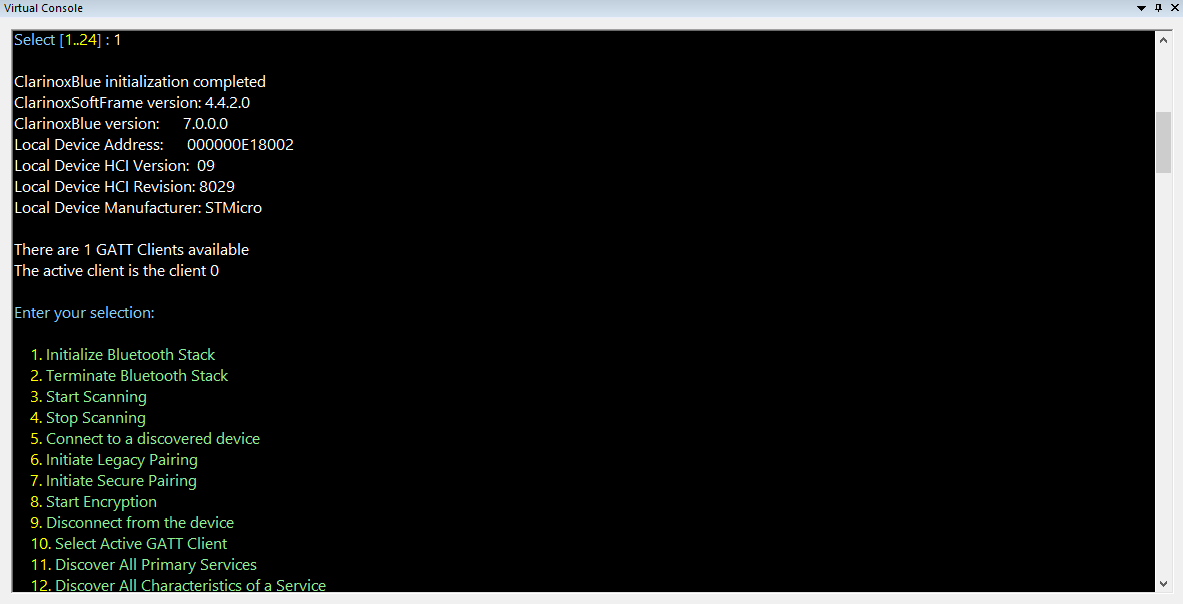 Virtual Console
Select [1..24] : 1
ClarinoxBlue initialization completed
ClarinoxSoftFrame version: 4.4.2.0
ClarinoxBlue version: 7.0.0.0
Local Device Address: 000000E18002
Local Device HCI Version: 09
Local Device HCI Revision: 8029
Local Device Manufacturer: STMicro
There are 1 GATT Clients available
The active client is the client 0
Enter your selection:
1. Initialize Bluetooth Stack
2. Terminate Bluetooth Stack
3. Start Scanning
4. Stop Scanning
5. Connect to a discovered device
6. Initiate Legacy Pairing
7. Initiate Secure Pairing
8. Start Encryption
9. Disconnect from the device
10. Select Active GATT Client
11. Discover All Primary Services
12. Discover All Characteristics of a Service